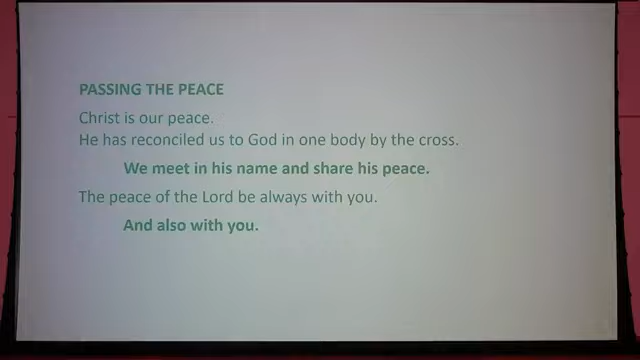 PASSING THE PEACE
Christ is our peace.
He has reconciled us to God in one body by the cross.
We meet in his name and share his peace.
The peace of the Lord be always with you.
And also with you.